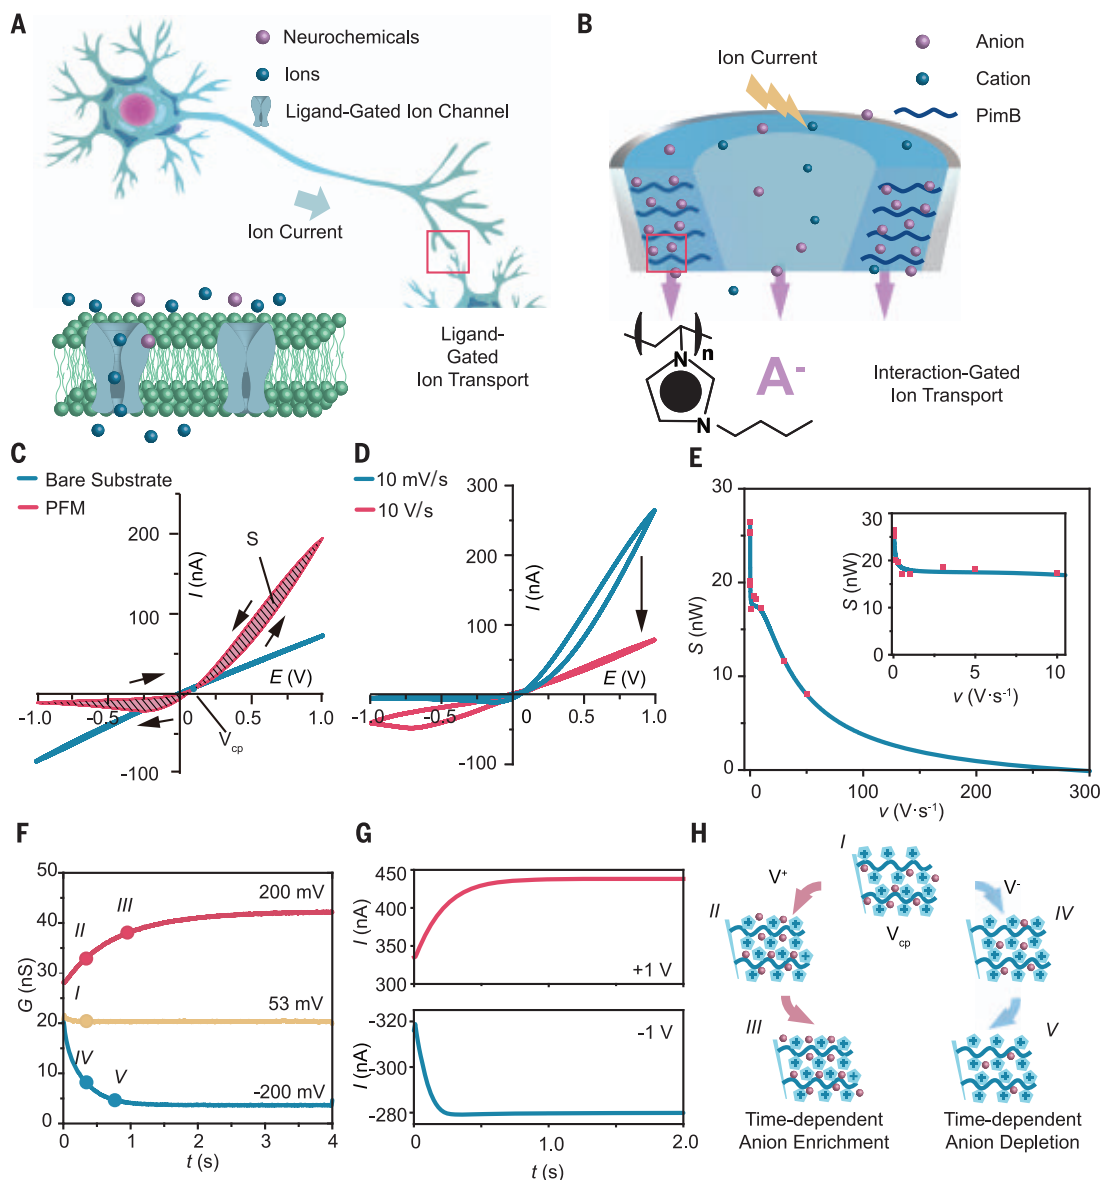 A
Neurochemicals
Ions
Ligand-Gated Ion Channel
Ion Current
Ligand-
Gated
Ion Transport
B
Ion Current
Anion
Cation
PimB
n
N
N
A-
Interaction-Gated
Ion Transport
C
Bare Substrate
PFM
200
100
-100
I (nA)
S
E (V)
-1.0
-0.5
0
0.5
1.0
Vcp
D
10 mV/s
10 V/s
300
200
100
-100
I (nA)
E (V)
-1.0
-0.5
0
0.5
1.0
E
30
20
10
0
S (nW)
0
100
200
300
v (V·s-1)
30
20
10
0
S (nW)
0
5
10
v (V·s-1)
F
50
40
30
20
10
0
G (nS)
200 mV
III
II
I
53 mV
IV
V
-200 mV
0
1
2
3
4
t (s)
G
450
400
350
300
I (nA)
+1 V
-320
-300
-280
I (nA)
-1 V
0
1.0
2.0
t (s)
H
I
V+
V-
II
Vcp
IV
III
V
Time-dependent
Anion Enrichment
Time-dependent
Anion Depletion